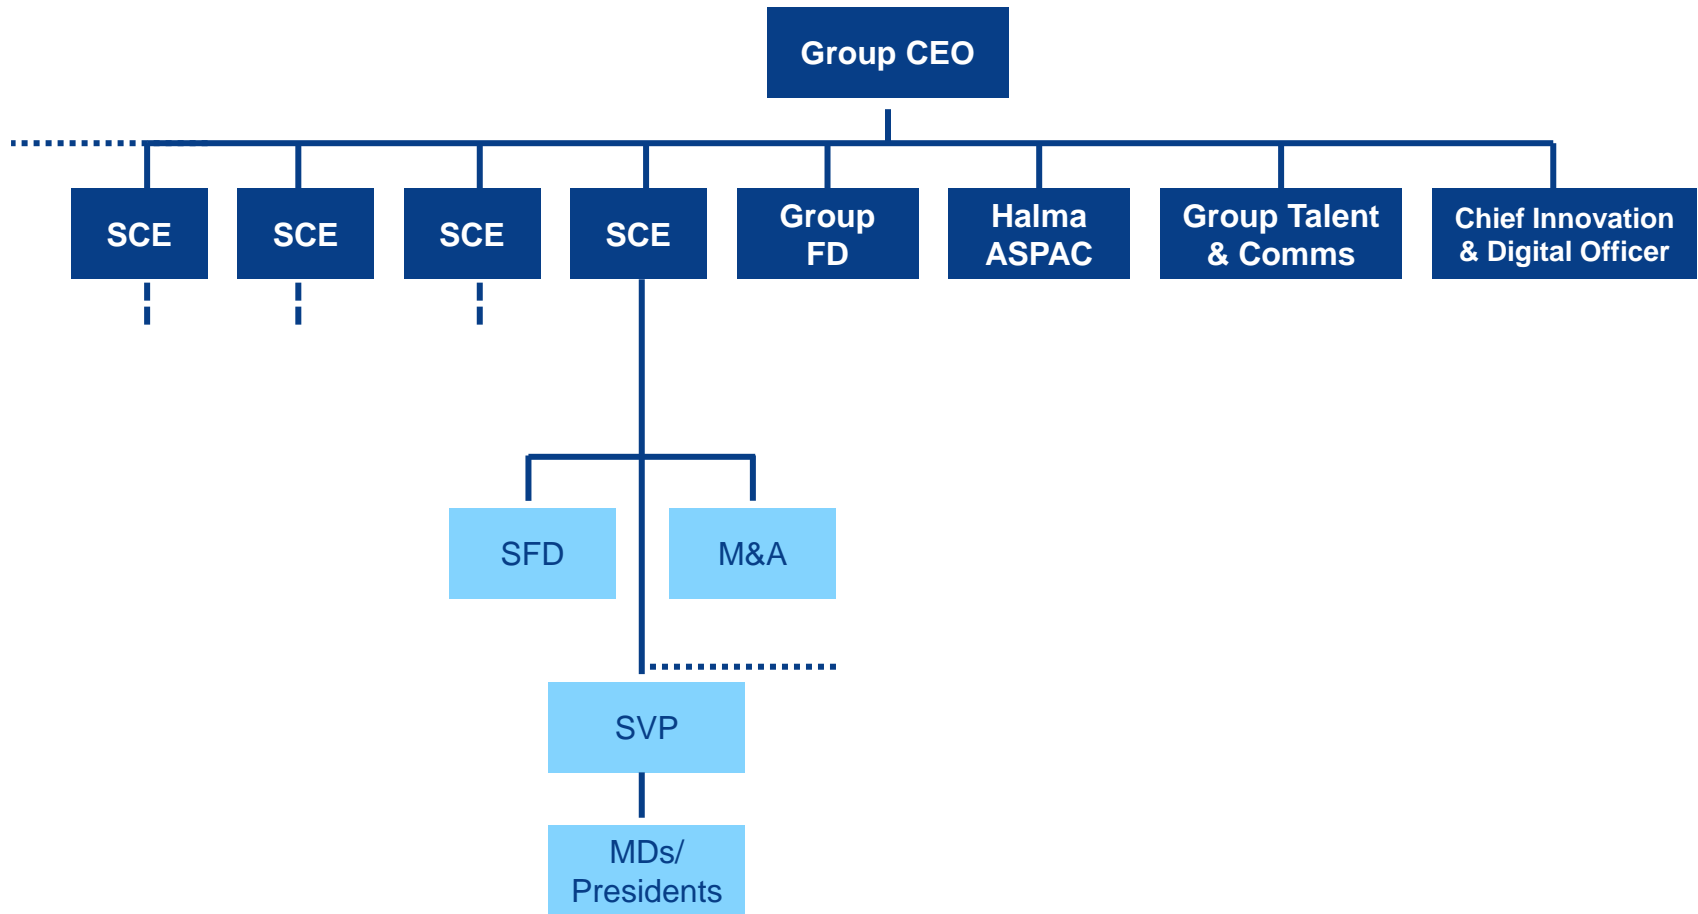 Group CEO
SCE
SCE
SCE
SCE
Group
FD
Halma
ASPAC
Group Talent
& Comms
Chief Innovation
& Digital Officer
SFD
M&A
SVP
MDs/
Presidents